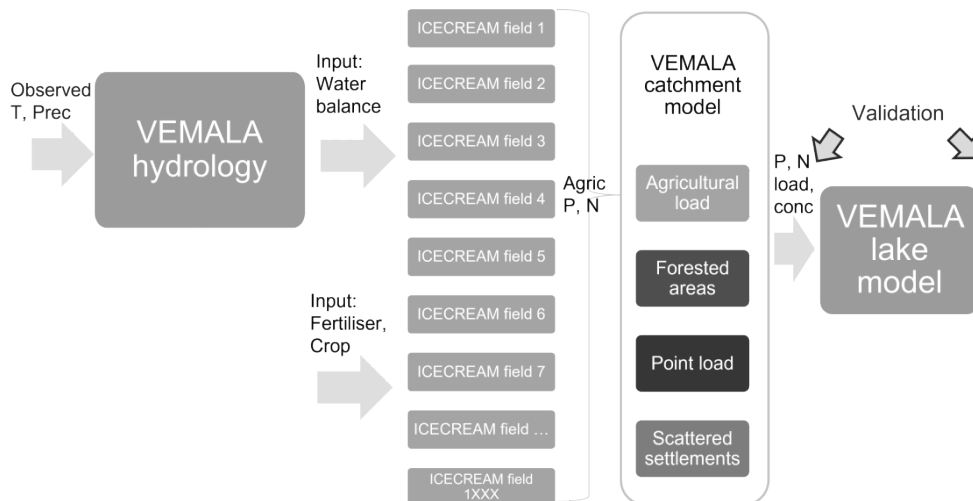 Observed
T, Prec
VEMALA
hydrology
Input:
Water
balance
Input:
Fertiliser,
Crop
ICECREAM field 1
ICECREAM field 2
ICECREAM field 3
ICECREAM field 4
ICECREAM field 5
ICECREAM field 6
ICECREAM field 7
ICECREAM field ...
ICECREAM field
1XXX
Agric
P, N
VEMALA
catchment
model
Agricultural
load
Forested
areas
Point load
Scattered
settlements
Validation
P, N
load,
conc
VEMALA
lake
model